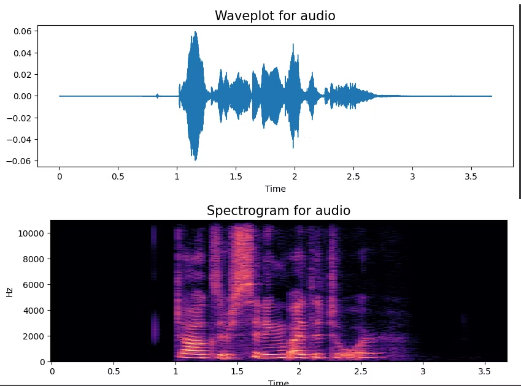 Waveplot for audio
0.06
0.04
0.02
0.00
−0.02
−0.04
−0.06
0 0.5 1 1.5 2 2.5 3 3.5
Time
Spectrogram for audio
10000
8000
6000
4000
2000
0
Hz
0 0.5 1 1.5 2 2.5 3 3.5
Time